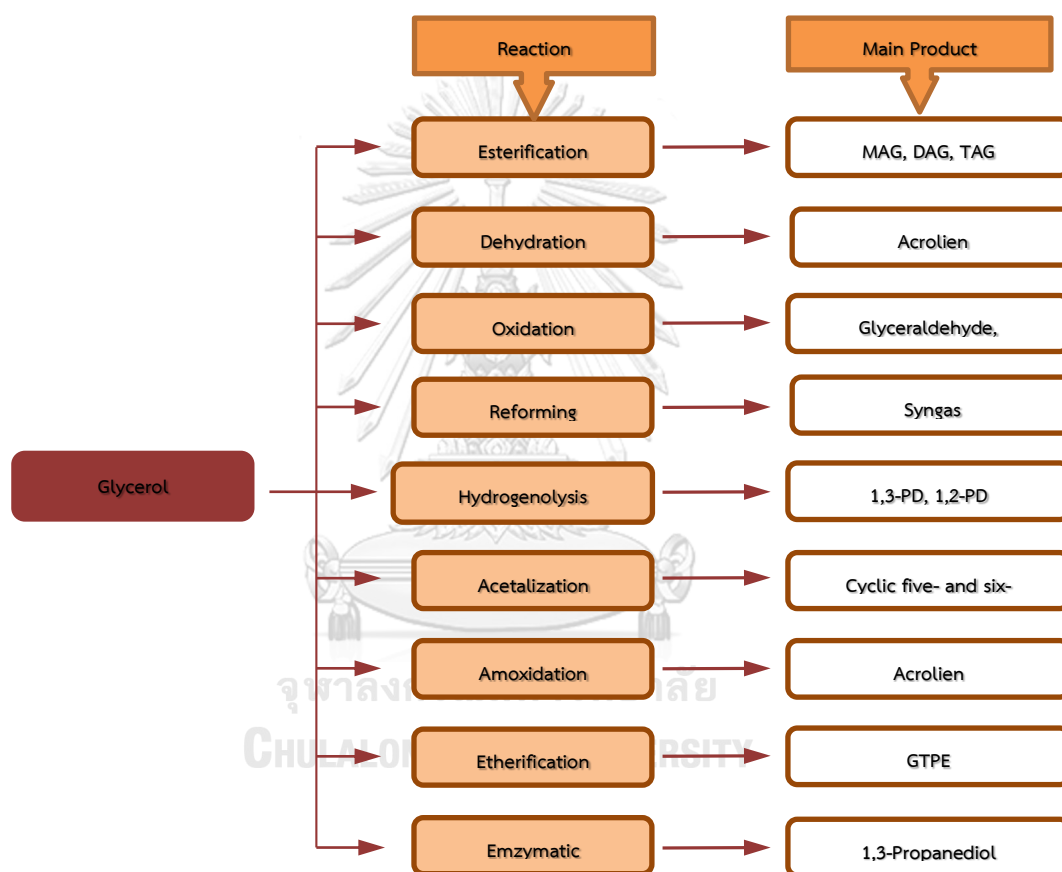 Reaction
Main Product
Esterification
MAG, DAG, TAG
Dehydration
Acrolien
Oxidation
Glyceraldehyde,
Reforming
Syngas
Glycerol
Hydrogenolysis
1,3-PD, 1,2-PD
Acetalization
Cyclic five- and six-
Amoxidation
Acrolien
Etherification
GTPE
Emzymatic
1,3-Propanediol